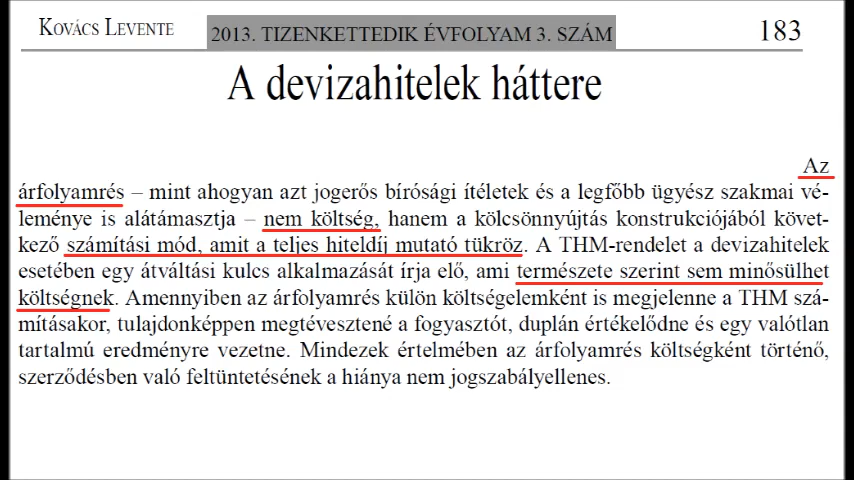 KOVÁCS LEVENTE 2013. TIZENKETTEDIK ÉVFOLYAM 3. SZÁM 183
A devizahitelek háttere
Az
árfolyamrés – mint ahogyan azt jogerős bírósági ítéletek és a legfőbb ügyész szakmai vé-
leménye is alátámasztja – nem költség, hanem a kölcsönnyújtás konstrukciójából követ-
kező számítási mód, amit a teljes hiteldíj mutató tükröz. A THM-rendelet a devizahitelek
esetében egy átváltási kulcs alkalmazását írja elő, ami természete szerint sem minősülhet
költségnek. Amennyiben az árfolyamrés külön költségelemként is megjelenne a THM szá-
mításakor, tulajdonképpen megtévesztené a fogyasztót, duplán értékelődne és egy valótlan
tartalmú eredményre vezetne. Mindezek értelmében az árfolyamrés költségként történő,
szerződésben való feltüntetésének a hiánya nem jogszabályellenes.